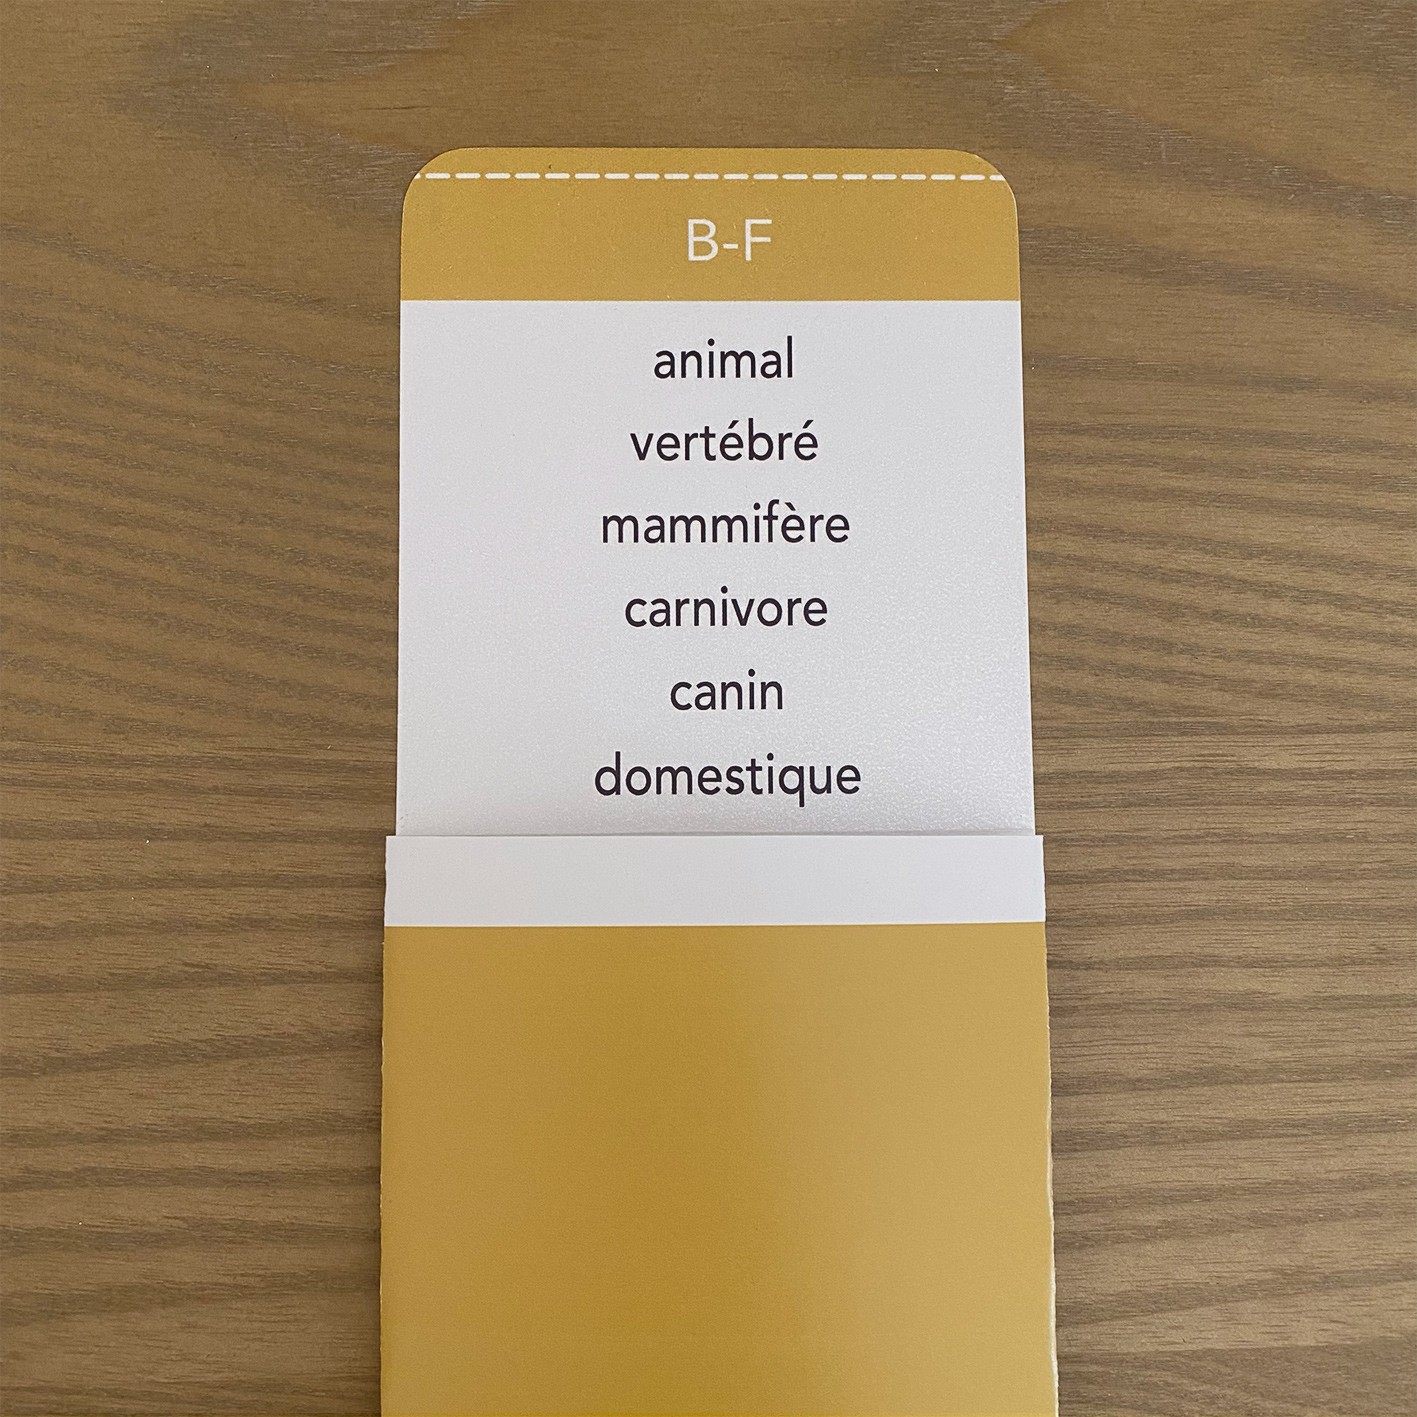 B-F
animal
vertébré
mammifère
carnivore
canin
domestique